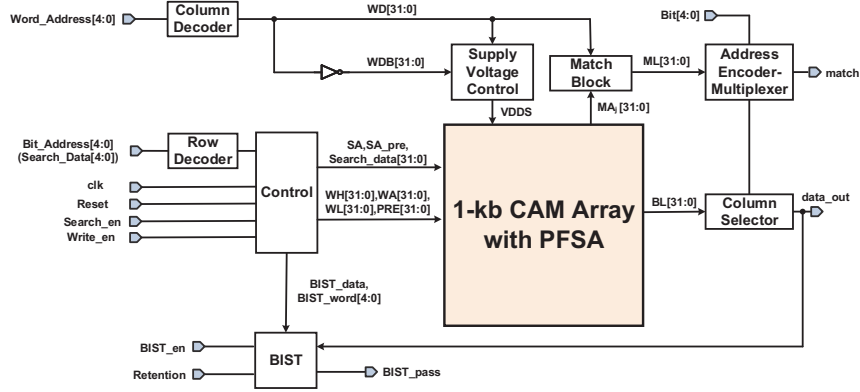 Word_Address[4:0]
Column
Decoder
WD[31:0]
Bit[4:0]
WDB[31:0]
Supply
Voltage
Control
Match
Block
ML[31:0]
Address
Encoder-
Multiplexer
match
VDDS
MAj[31:0]
Bit_Address[4:0]
(Search_Data[4:0])
Row
Decoder
Control
SA,SA_pre,
Search_data[31:0]
clk
Reset
Search_en
Write_en
WH[31:0],WA[31:0],
WL[31:0],PRE[31:0]
1-kb CAM Array
with PFSA
BL[31:0]
Column
Selector
data_out
BIST_data,
BIST_word[4:0]
BIST_en
Retention
BIST
BIST_pass